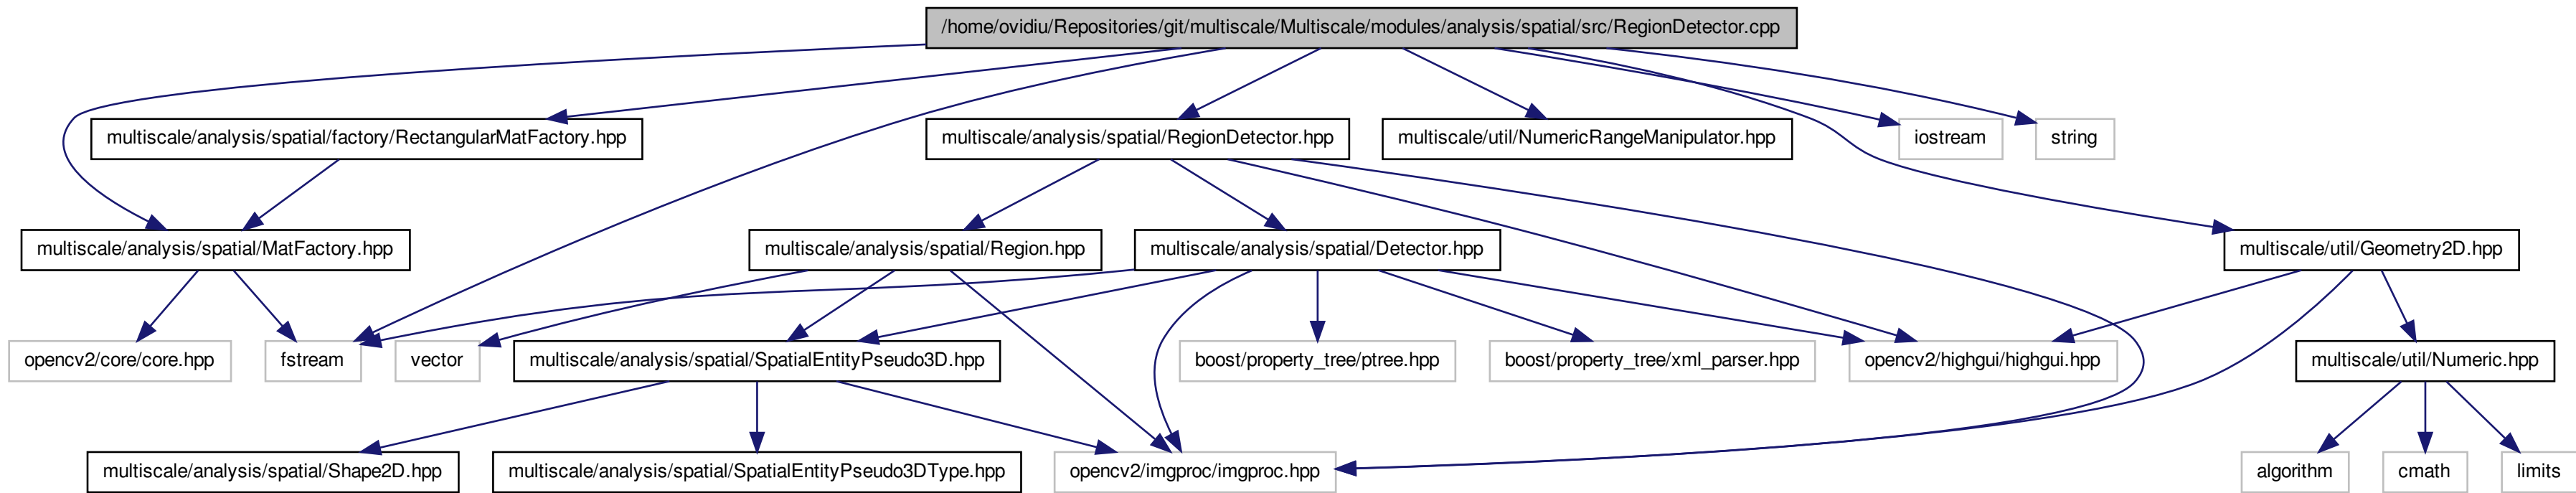 /home/ovidiu/Repositories/git/multiscale/Multiscale/modules/analysis/spatial/src/RegionDetector.cpp
multiscale/analysis/spatial/factory/RectangularMatFactory.hpp
multiscale/analysis/spatial/RegionDetector.hpp
multiscale/util/NumericRangeManipulator.hpp
iostream
string
multiscale/analysis/spatial/MatFactory.hpp
multiscale/analysis/spatial/Region.hpp
multiscale/analysis/spatial/Detector.hpp
multiscale/util/Geometry2D.hpp
opencv2/core/core.hpp
fstream
vector
multiscale/analysis/spatial/SpatialEntityPseudo3D.hpp
boost/property_tree/ptree.hpp
boost/property_tree/xml_parser.hpp
opencv2/highgui/highgui.hpp
multiscale/util/Numeric.hpp
multiscale/analysis/spatial/Shape2D.hpp
multiscale/analysis/spatial/SpatialEntityPseudo3DType.hpp
opencv2/imgproc/imgproc.hpp
algorithm
cmath
limits